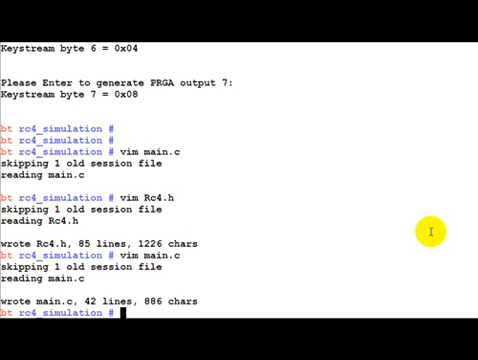 Keystream byte 6 = 0x04
Please Enter to generate PRGA output 7:
Keystream byte 7 = 0x08
bt rc4_simulation #
bt rc4_simulation #
bt rc4_simulation # vim main.c
skipping 1 old session file
reading main.c
bt rc4_simulation # vim Rc4.h
skipping 1 old session file
reading Rc4.h
wrote Rc4.h, 85 lines, 1226 chars
bt rc4_simulation # vim main.c
skipping 1 old session file
reading main.c
wrote main.c, 42 lines, 886 chars
bt rc4_simulation #